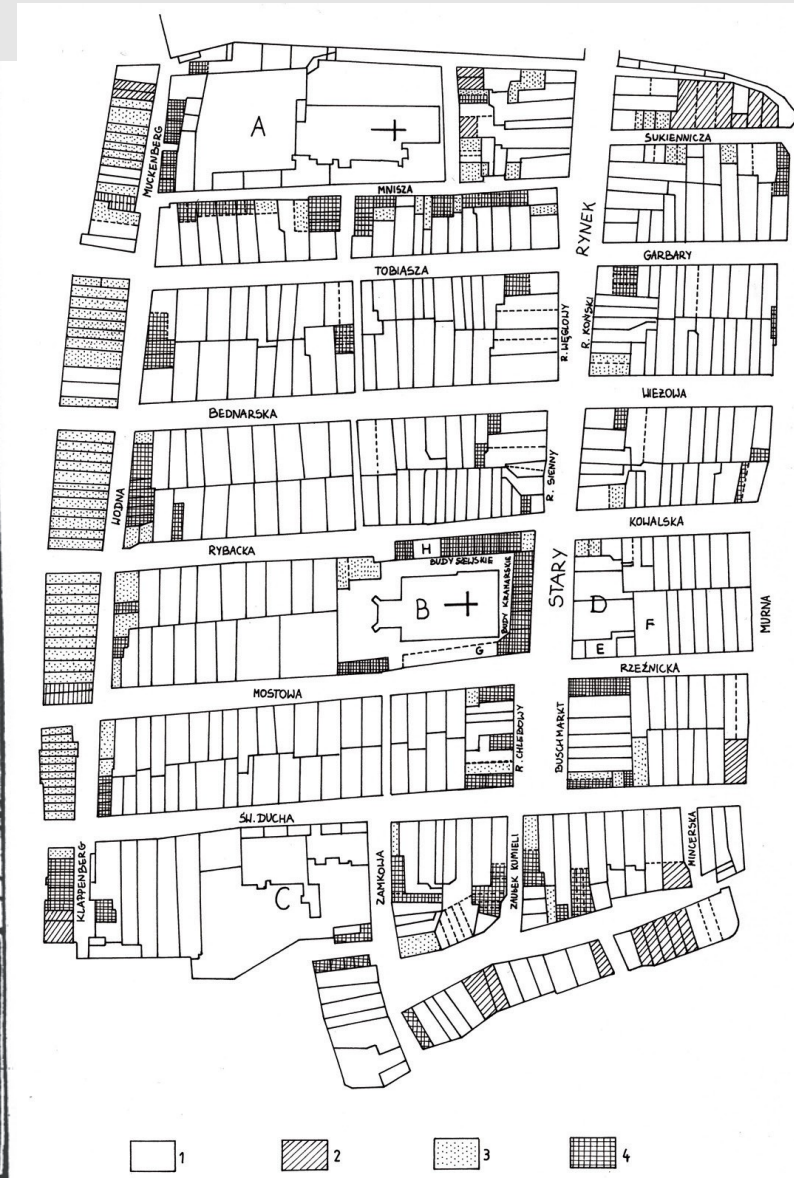 A
MUCKENBERG
SUKIENNICZA
MNISZA
RYNEK
GARBARY
TOBIASZA
R. WĘGLOWY
R. KOŃSKI
BEDNARSKA
WIEŻOWA
WODNA
R. SIENNY
KOWALSKA
RYBACKA
H
BUDY SZEWSKIE
STARY
BUDY KRAMARSKIE
B
D
F
E
G
MURNA
RZEŹNICKA
MOSTOWA
R. CHLEBOWY
BUSCHMARKT
ŚW. DUCHA
MINCERSKA
KLAPPENBERG
ZAMKOWA
ZAUŁEK KUMIELI
C
1
2
3
4